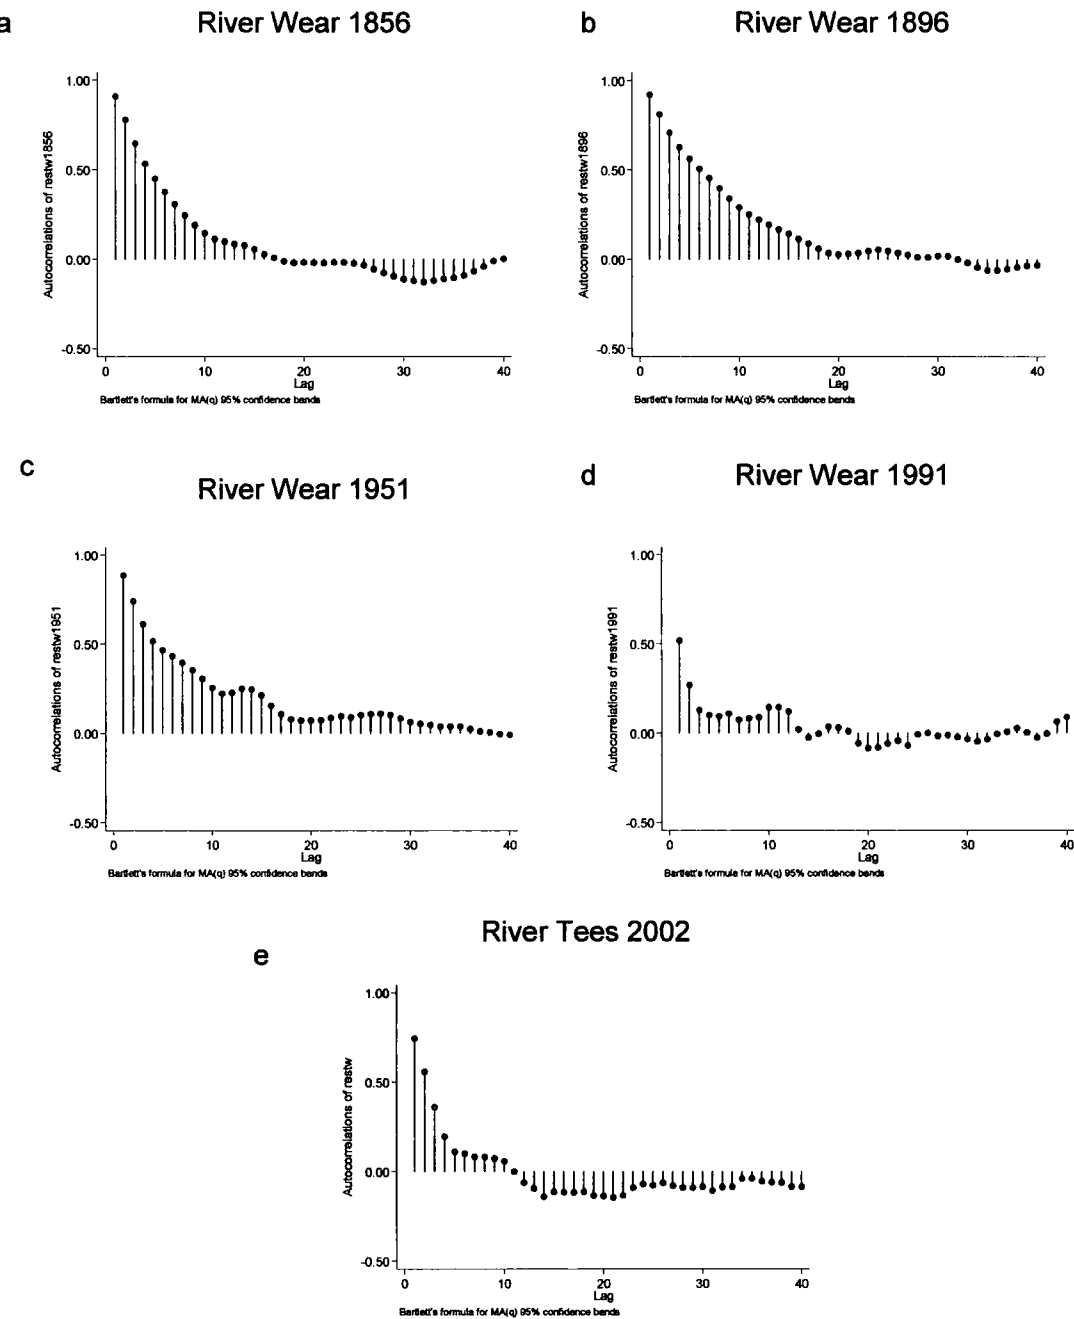 a
River Wear 1856
1.00
0.50
0.00
-0.50
Autocorrelations of restw1856
0 10 20 30 40
Lag
Bartlett's formula for MA(q) 95% confidence bands
b
River Wear 1896
1.00
0.50
0.00
-0.50
Autocorrelations of restw1896
0 10 20 30 40
Lag
Bartlett's formula for MA(q) 95% confidence bands
c
River Wear 1951
1.00
0.50
0.00
-0.50
Autocorrelations of restw1951
0 10 20 30 40
Lag
Bartlett's formula for MA(q) 95% confidence bands
d
River Wear 1991
1.00
0.50
0.00
-0.50
Autocorrelations of restw1991
0 10 20 30 40
Lag
Bartlett's formula for MA(q) 95% confidence bands
e
River Tees 2002
1.00
0.50
0.00
-0.50
Autocorrelations of restw
0 10 20 30 40
Lag
Bartlett's formula for MA(q) 95% confidence bands